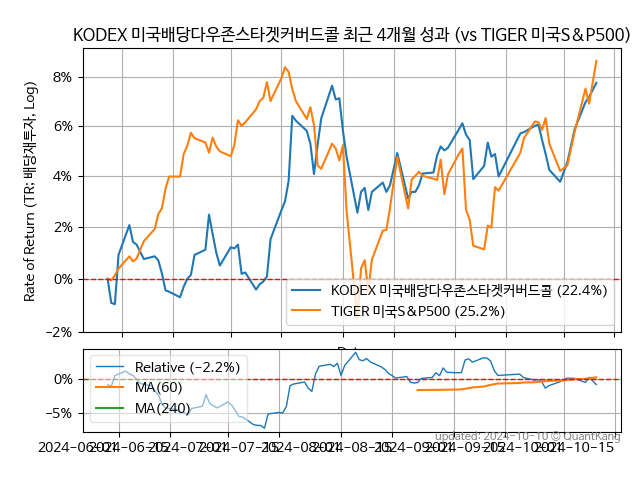 KODEX 미국배당다우존스타겟커버드콜 최근 4개월 성과 (vs TIGER 미국S&P500)
Rate of Return (TR: 배당재투자, Log)
8%
6%
4%
2%
0%
-2%
KODEX 미국배당다우존스타겟커버드콜 (22.4%)
TIGER 미국S&P500 (25.2%)
0%
-5%
Relative (-2.2%)
MA(60)
MA(240)
updated: 2024-10-10 © QuantKang